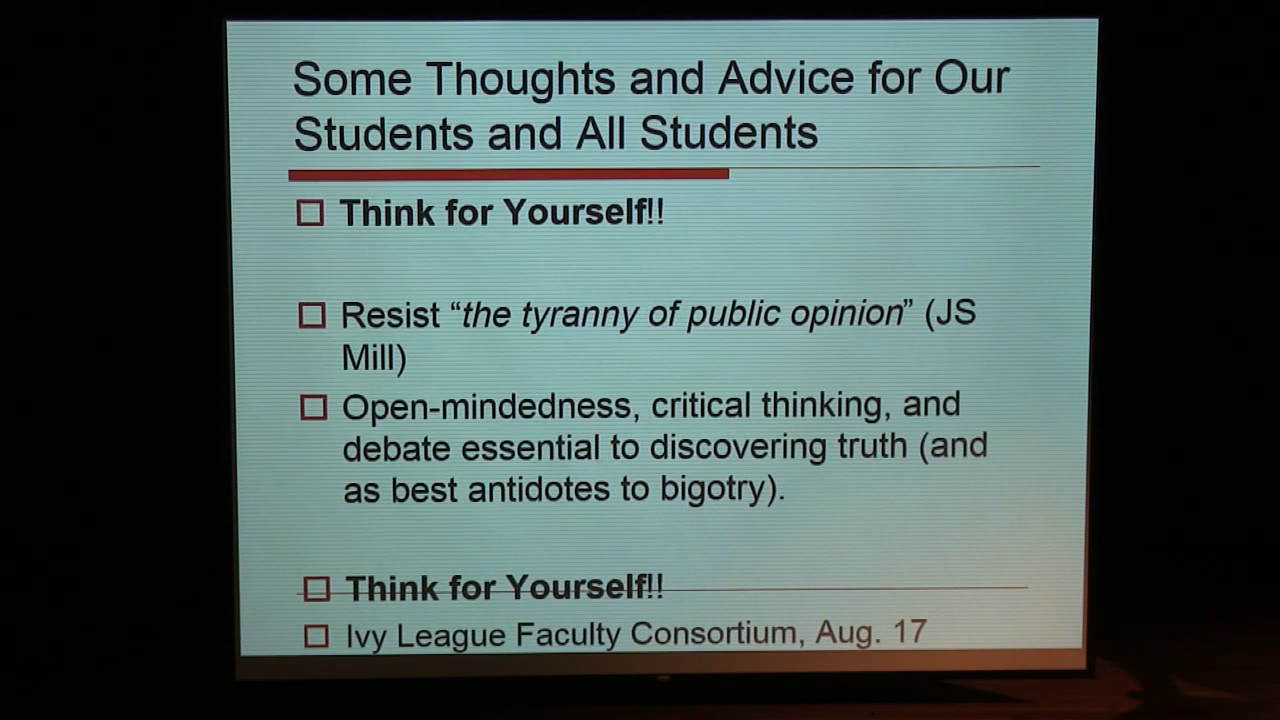 Some Thoughts and Advice for Our
Students and All Students
Think for Yourself!!
Resist “the tyranny of public opinion” (JS
Mill)
Open-mindedness, critical thinking, and
debate essential to discovering truth (and
as best antidotes to bigotry).
Think for Yourself!!
Ivy League Faculty Consortium, Aug. 17